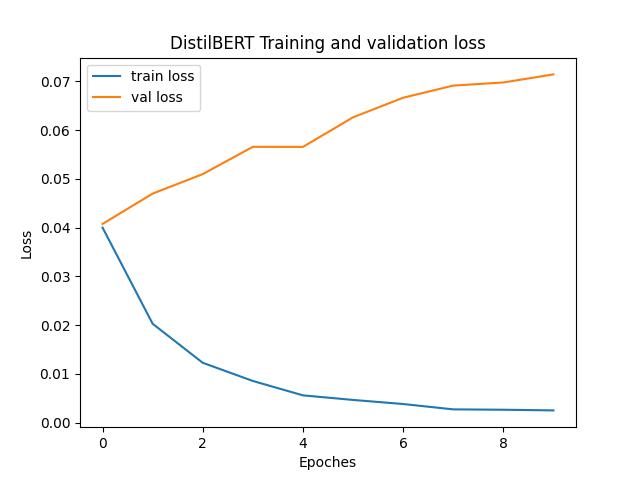 DistilBERT Training and validation loss
train loss
val loss
0.07
0.06
0.05
0.04
0.03
0.02
0.01
0.00
Loss
0 2 4 6 8
Epoches